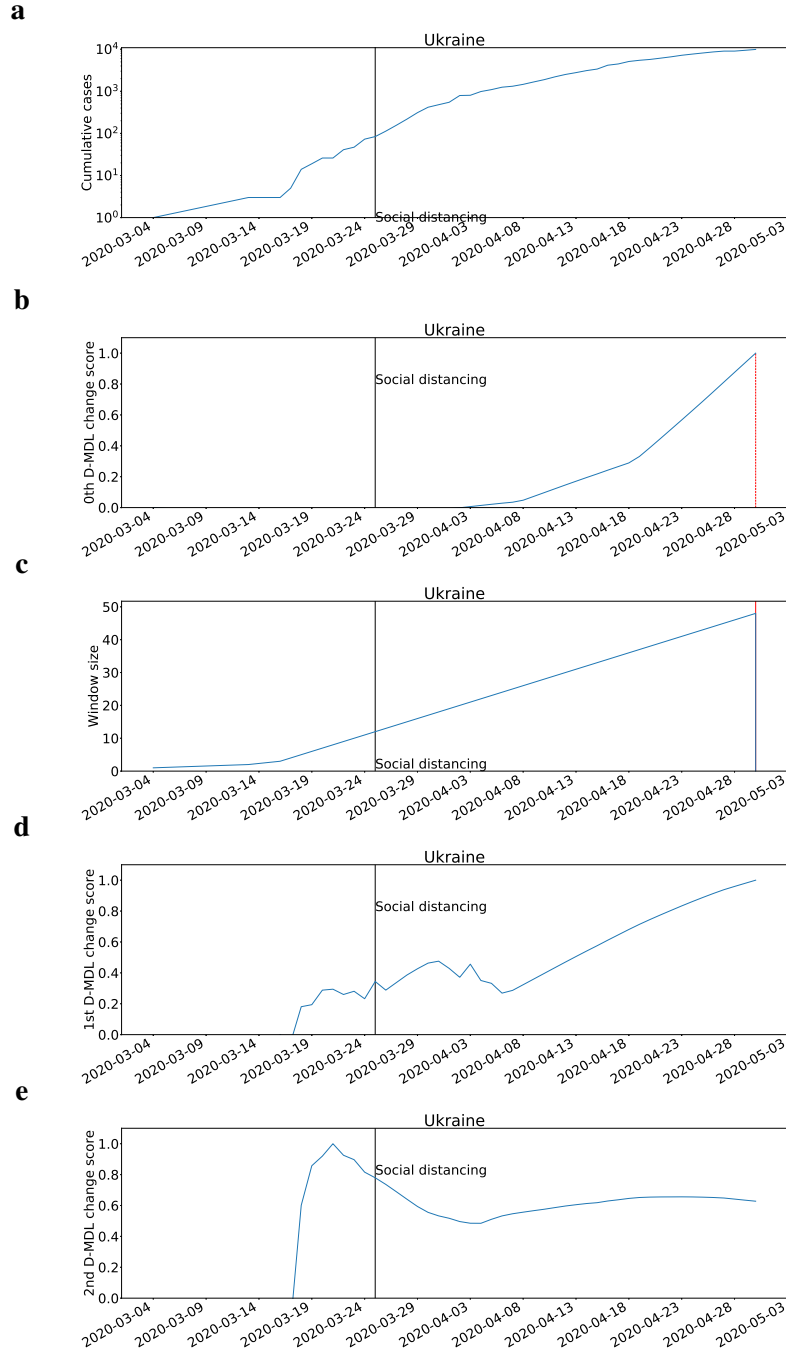 a
Ukraine
Cumulative cases
10⁴
10³
10²
10¹
10⁰
Social distancing
2020-03-04 2020-03-09 2020-03-14 2020-03-19 2020-03-24 2020-03-29 2020-04-03 2020-04-08 2020-04-13 2020-04-18 2020-04-23 2020-04-28 2020-05-03
b
Ukraine
0th D-MDL change score
1.0
0.8
0.6
0.4
0.2
0.0
Social distancing
2020-03-04 2020-03-09 2020-03-14 2020-03-19 2020-03-24 2020-03-29 2020-04-03 2020-04-08 2020-04-13 2020-04-18 2020-04-23 2020-04-28 2020-05-03
c
Ukraine
Window size
50
40
30
20
10
0
Social distancing
2020-03-04 2020-03-09 2020-03-14 2020-03-19 2020-03-24 2020-03-29 2020-04-03 2020-04-08 2020-04-13 2020-04-18 2020-04-23 2020-04-28 2020-05-03
d
Ukraine
1st D-MDL change score
1.0
0.8
0.6
0.4
0.2
0.0
Social distancing
2020-03-04 2020-03-09 2020-03-14 2020-03-19 2020-03-24 2020-03-29 2020-04-03 2020-04-08 2020-04-13 2020-04-18 2020-04-23 2020-04-28 2020-05-03
e
Ukraine
2nd D-MDL change score
1.0
0.8
0.6
0.4
0.2
0.0
Social distancing
2020-03-04 2020-03-09 2020-03-14 2020-03-19 2020-03-24 2020-03-29 2020-04-03 2020-04-08 2020-04-13 2020-04-18 2020-04-23 2020-04-28 2020-05-03